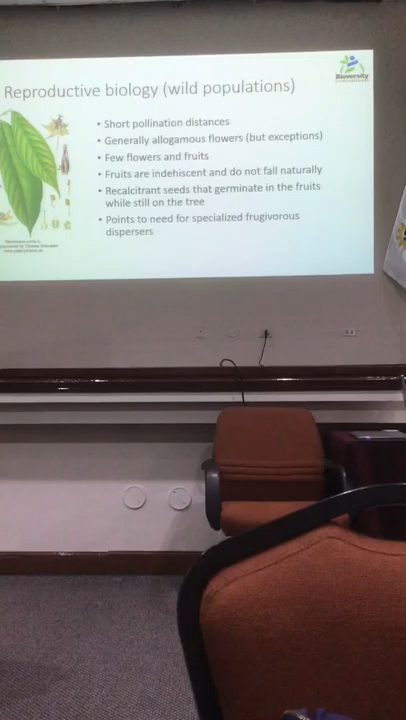 Bioversity
Reproductive biology (wild populations)
• Short pollination distances
• Generally allogamous flowers (but exceptions)
• Few flowers and fruits
• Fruits are indehiscent and do not fall naturally
• Recalcitrant seeds that germinate in the fruits
while still on the tree
• Points to need for specialized frugivorous
dispersers